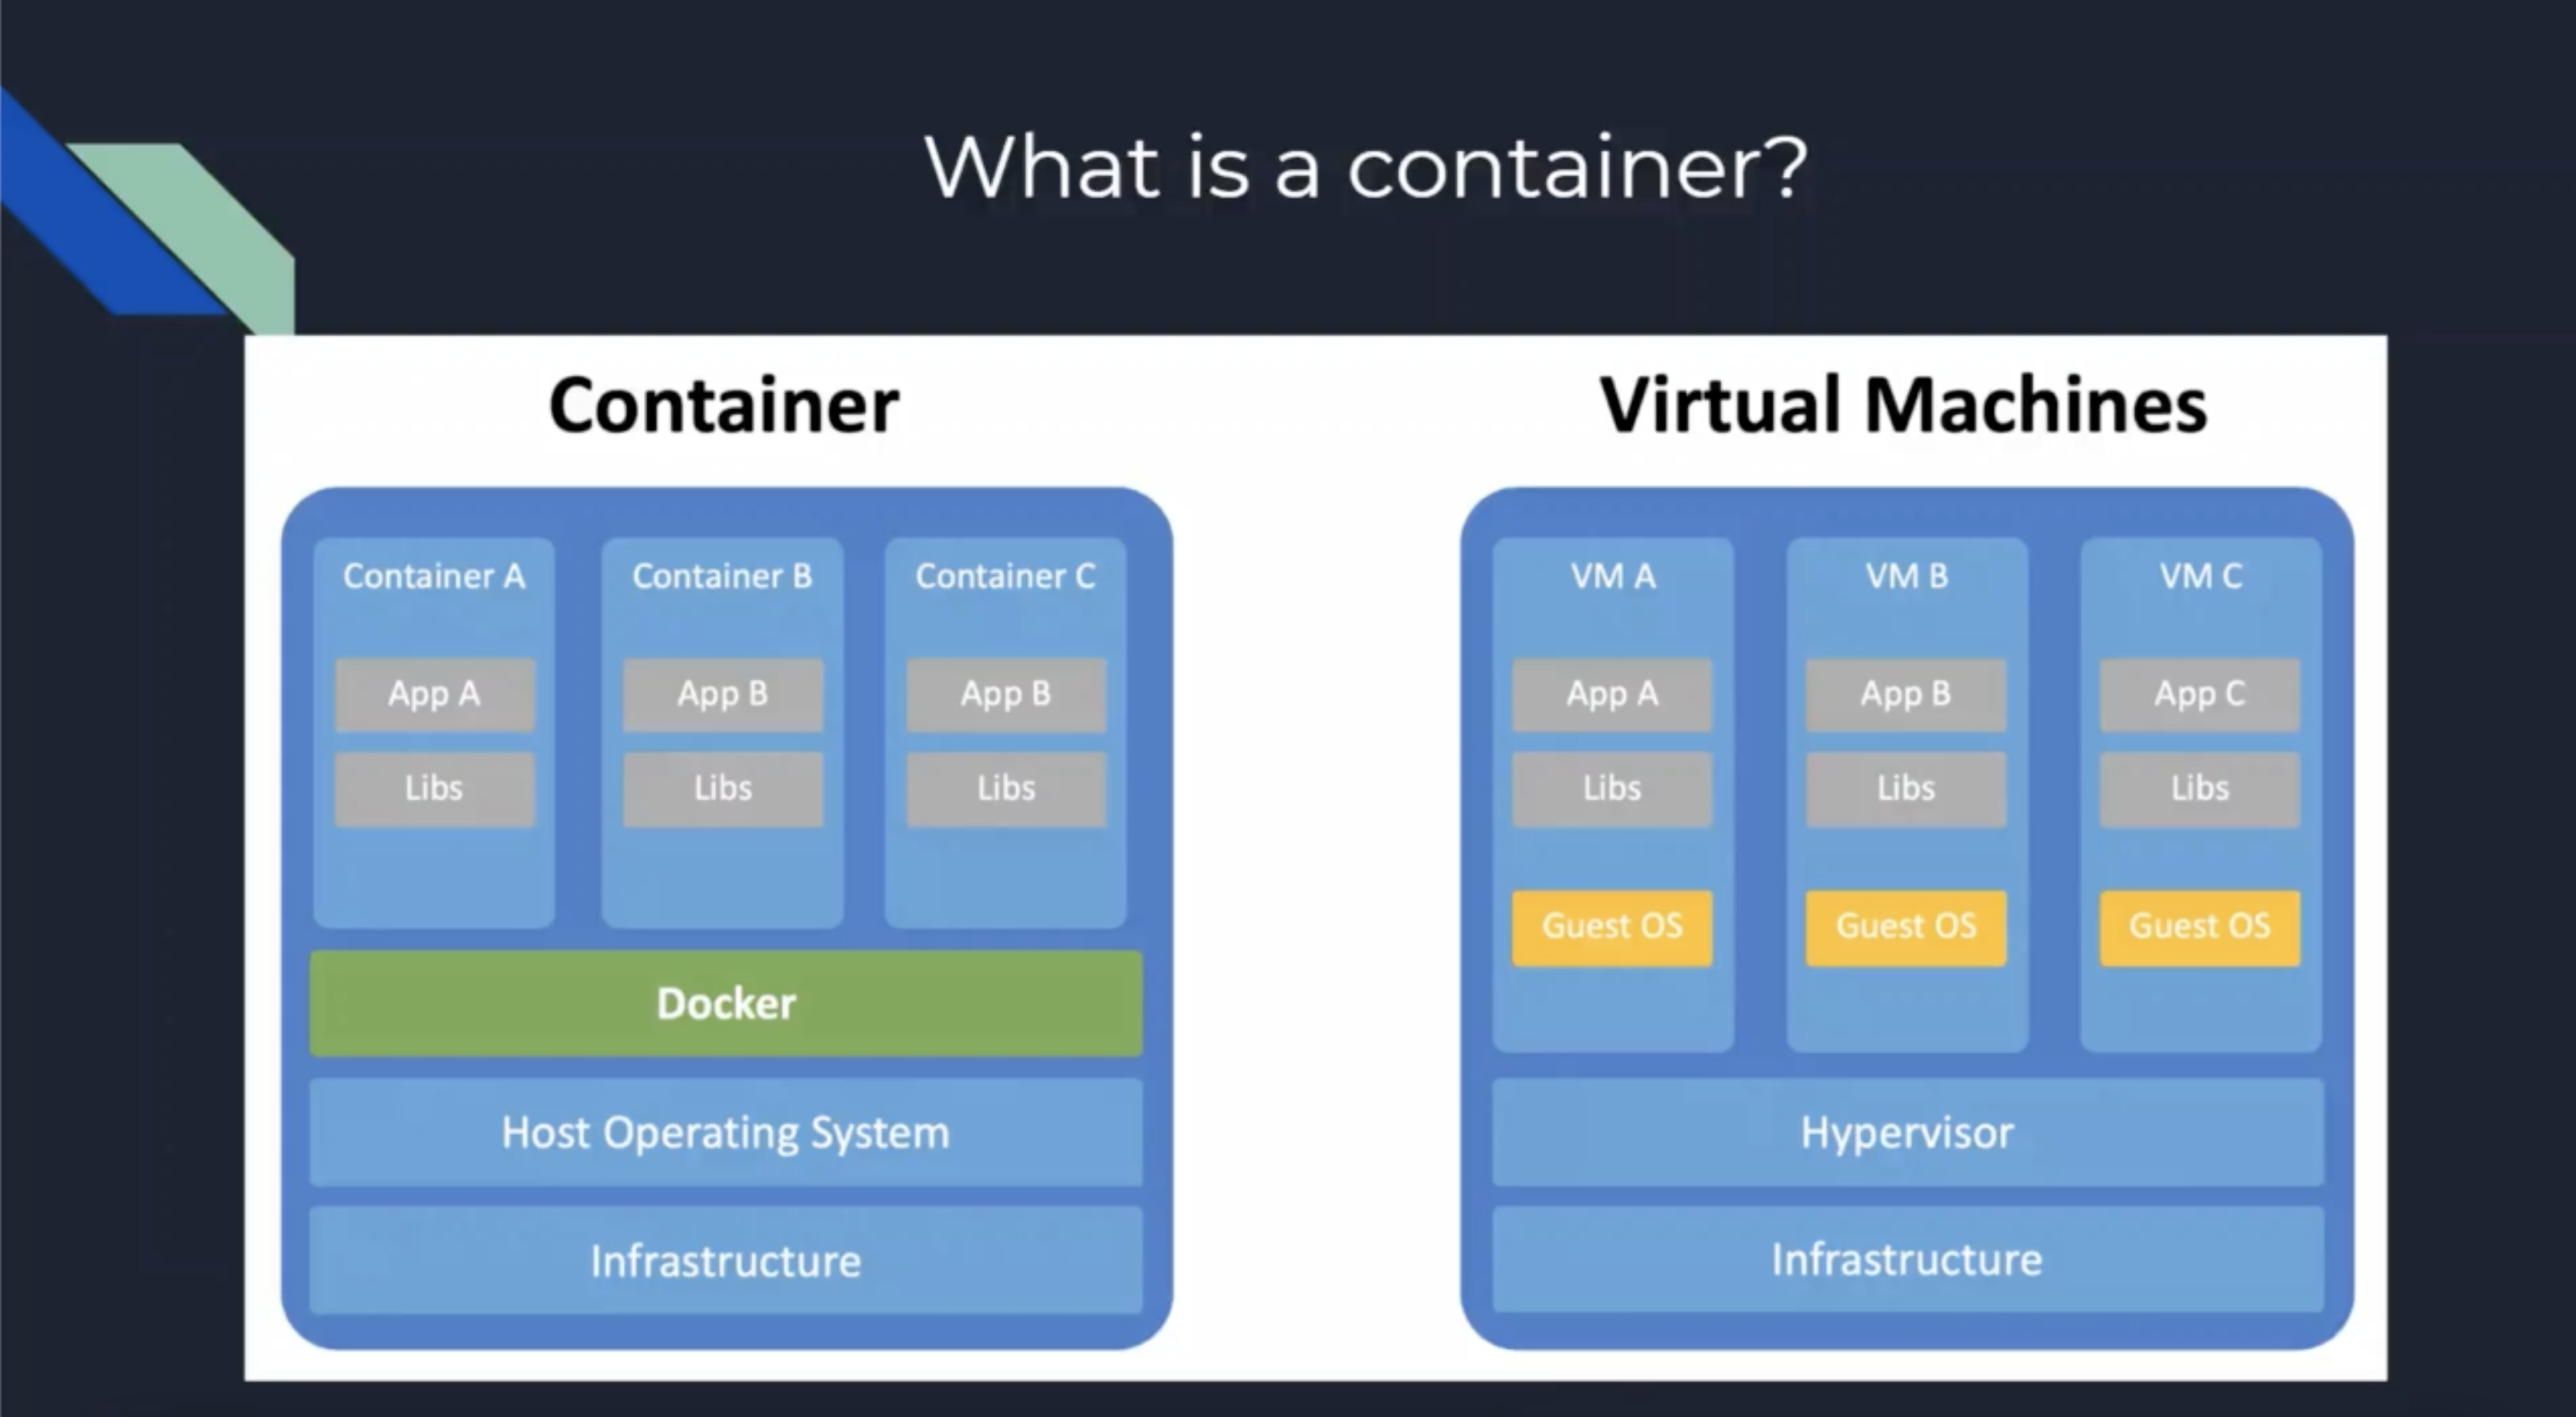 What is a container?
Container
Container A
Container B
Container C
App A
App B
App B
Libs
Libs
Libs
Docker
Host Operating System
Infrastructure
Virtual Machines
VM A
VM B
VM C
App A
App B
App C
Libs
Libs
Libs
Guest OS
Guest OS
Guest OS
Hypervisor
Infrastructure